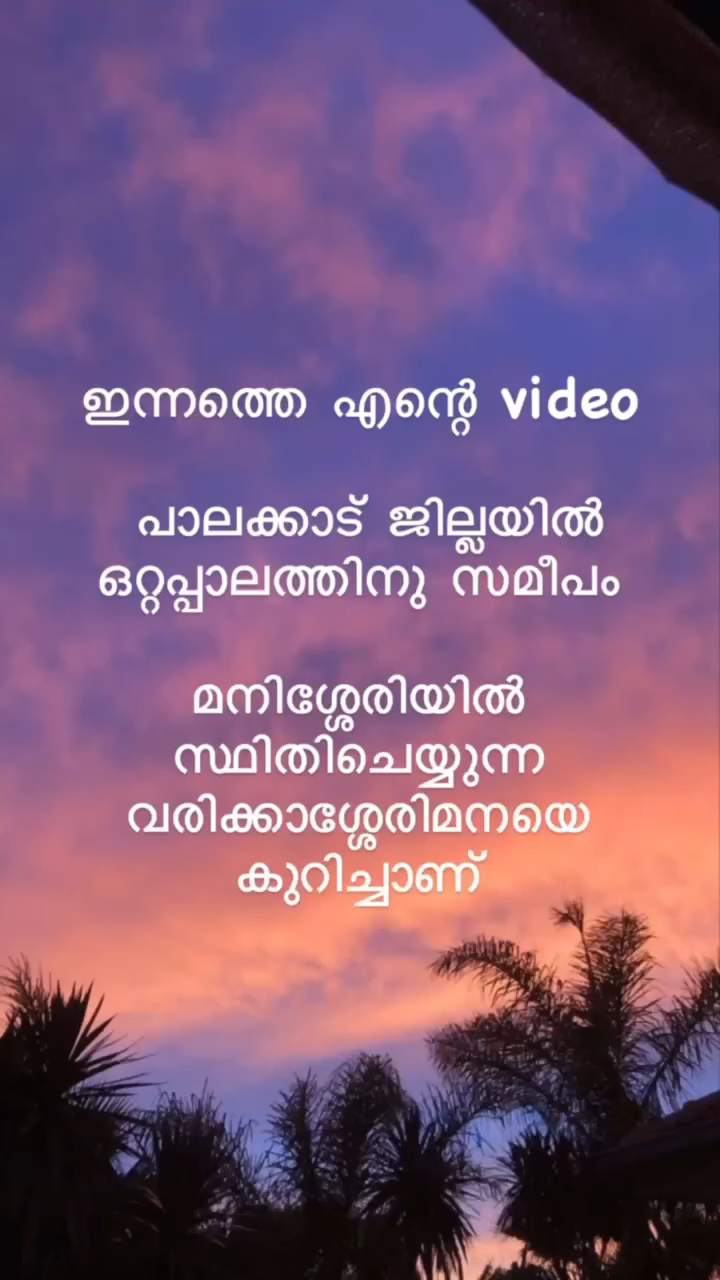 ഇന്നത്തെ എന്റെ video
പാലക്കാട് ജില്ലയിൽ
ഒറ്റപ്പാലത്തിനു സമീപം
മനിശ്ശേരിയിൽ
സ്ഥിതിചെയ്യുന്ന
വരിക്കാശ്ശേരിമനയെ
കുറിച്ചാണ്